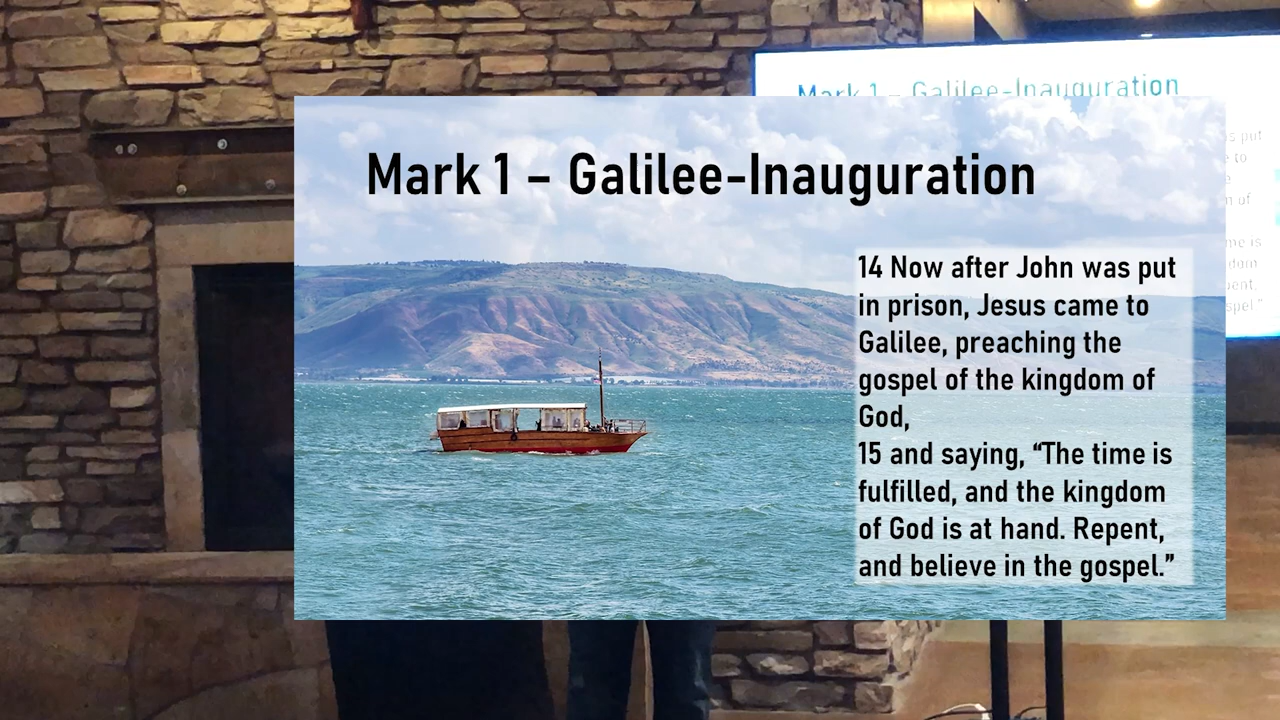 Mark 1 – Galilee-Inauguration
Mark 1 – Galilee-Inauguration
14 Now after John was put
in prison, Jesus came to
Galilee, preaching the
gospel of the kingdom of
God,
15 and saying, “The time is
fulfilled, and the kingdom
of God is at hand. Repent,
and believe in the gospel.”